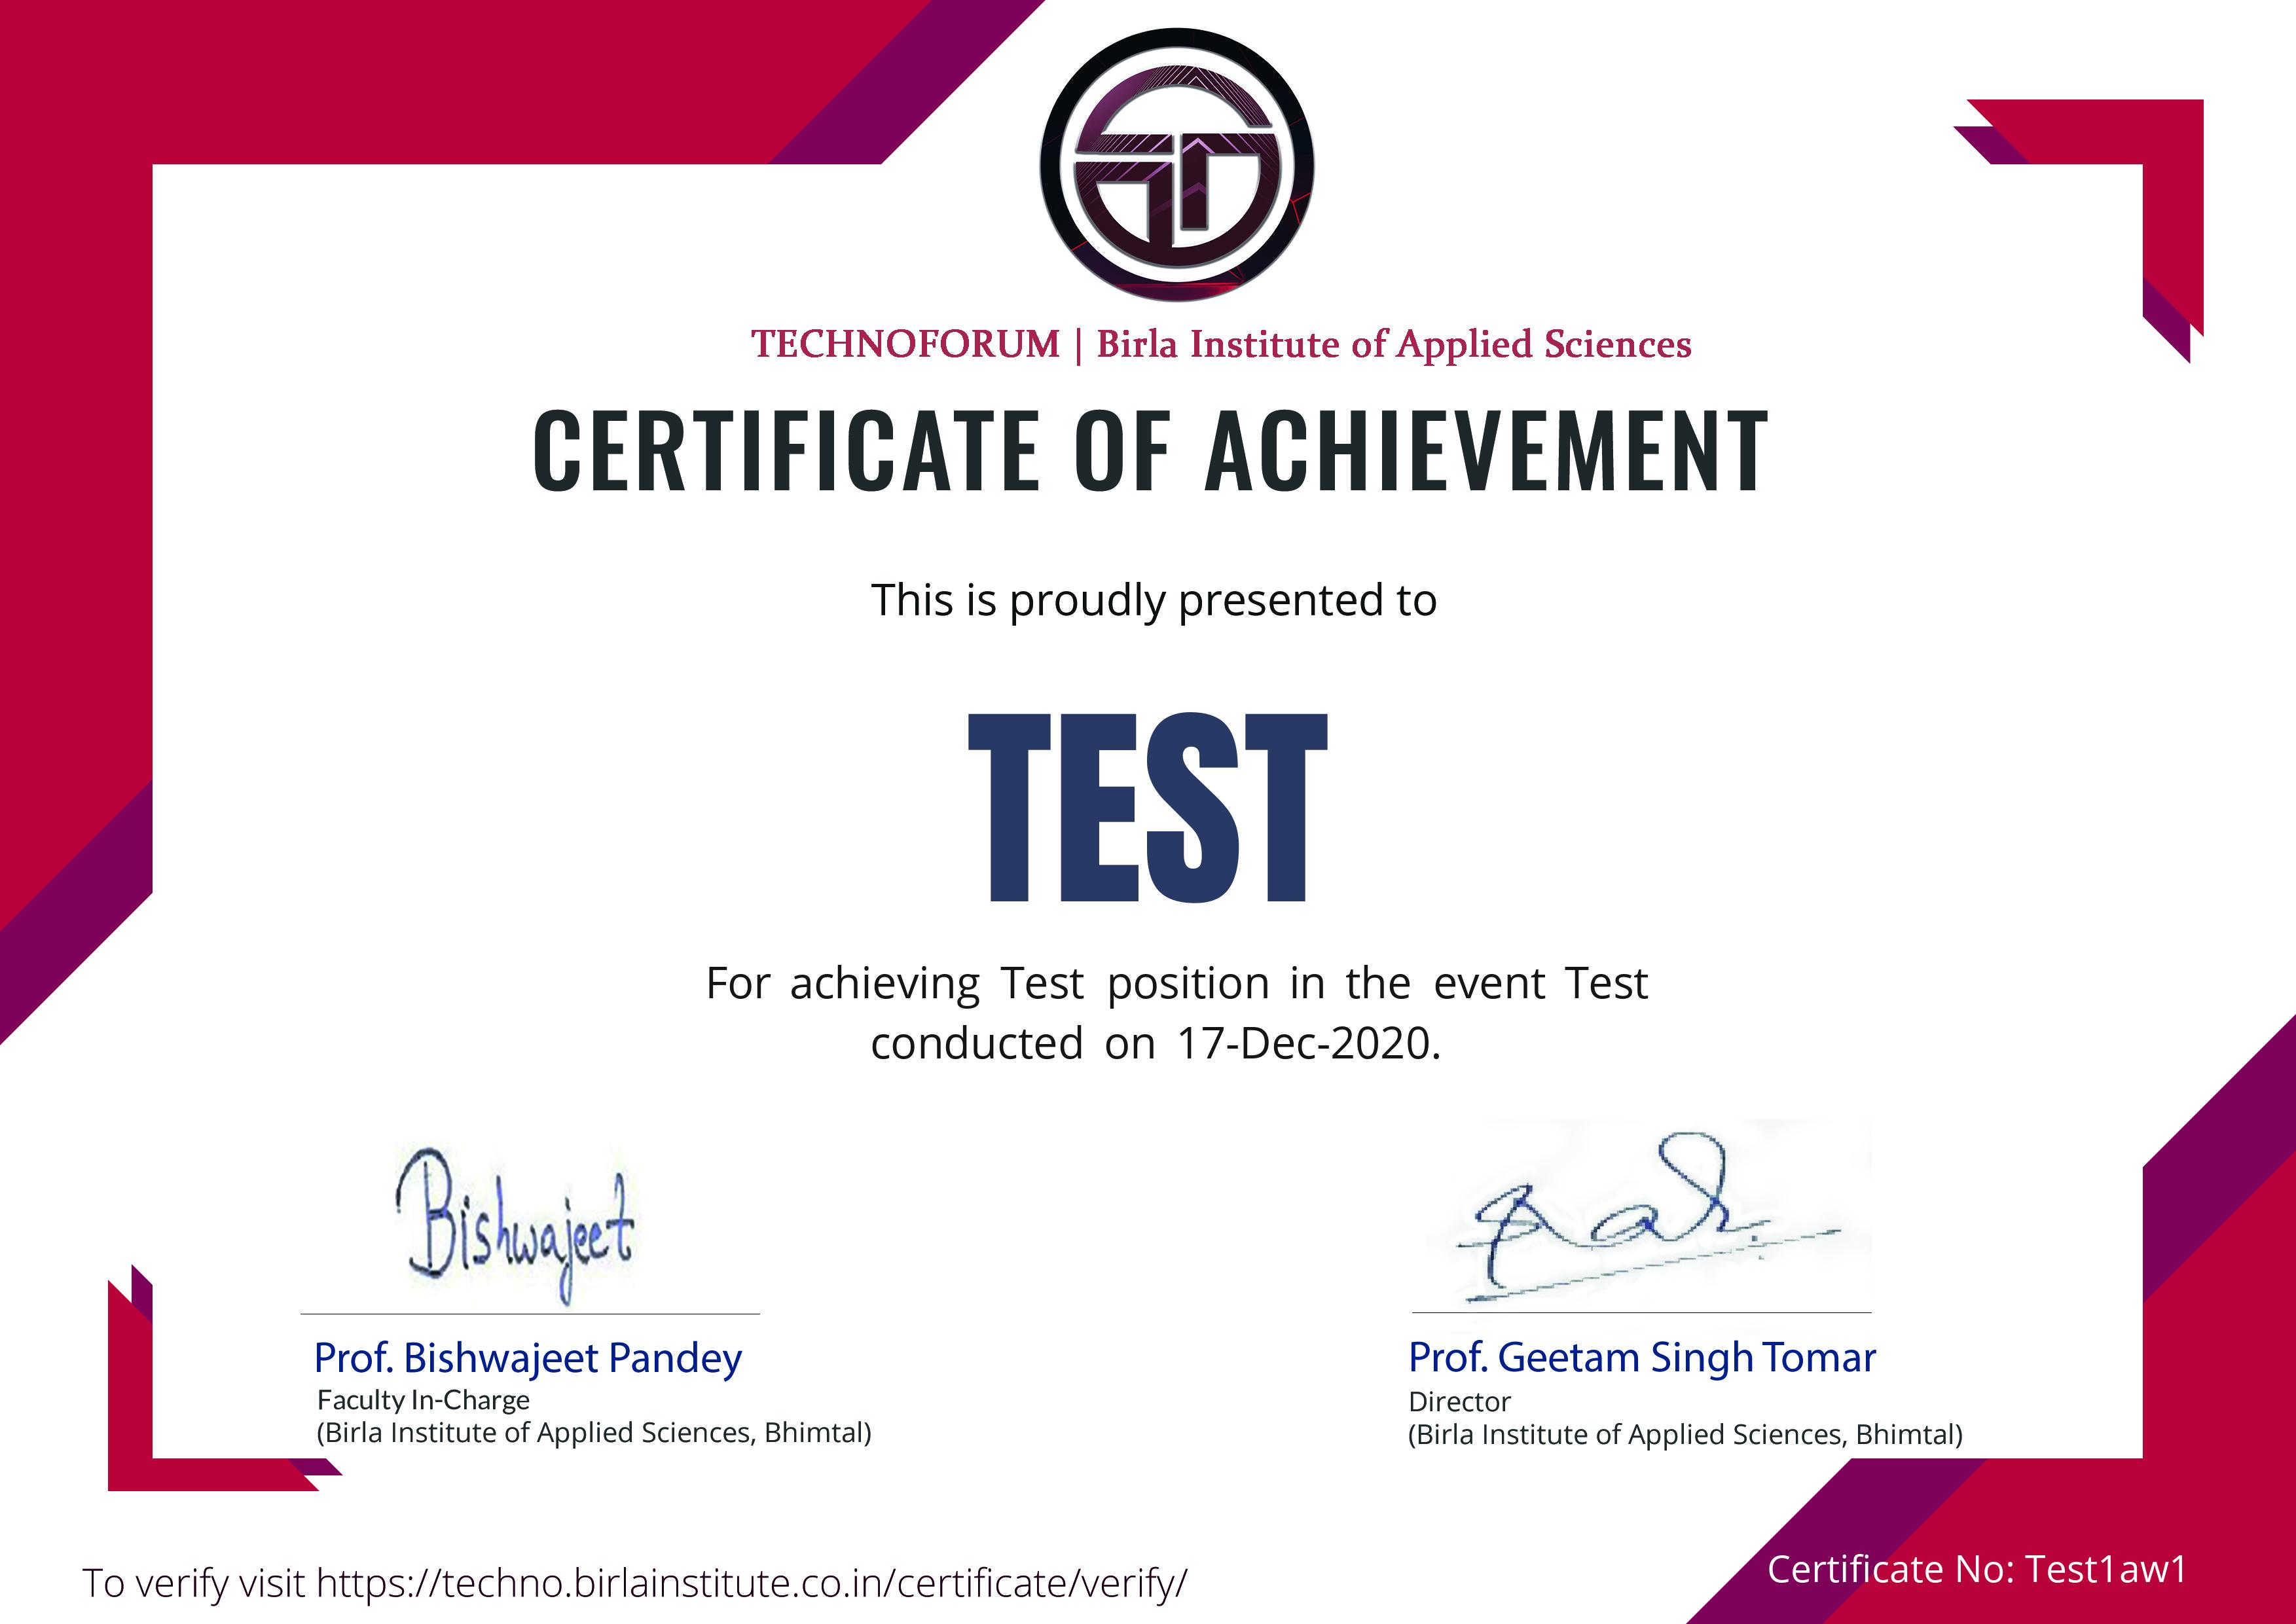 TECHNOFORUM | Birla Institute of Applied Sciences
CERTIFICATE OF ACHIEVEMENT
This is proudly presented to
TEST
For achieving Test position in the event Test
conducted on 17-Dec-2020.
Bishwajeet
Prof. Bishwajeet Pandey
Faculty In-Charge
(Birla Institute of Applied Sciences, Bhimtal)
Prof. Geetam Singh Tomar
Director
(Birla Institute of Applied Sciences, Bhimtal)
To verify visit https://techno.birlainstitute.co.in/certificate/verify/
Certificate No: Test1aw1